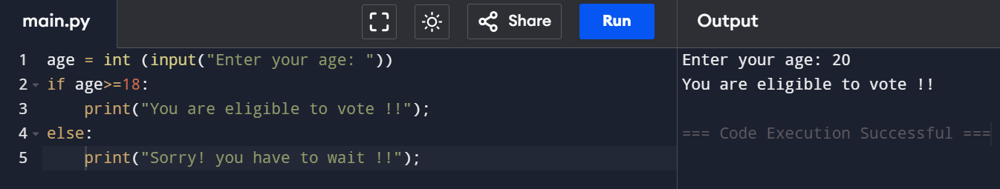 main.py Share Run Output
1 age = int (input("Enter your age: "))
2 if age>=18:
3     print("You are eligible to vote !!");
4 else:
5     print("Sorry! you have to wait !!");
Enter your age: 20
You are eligible to vote !!
=== Code Execution Successful ===